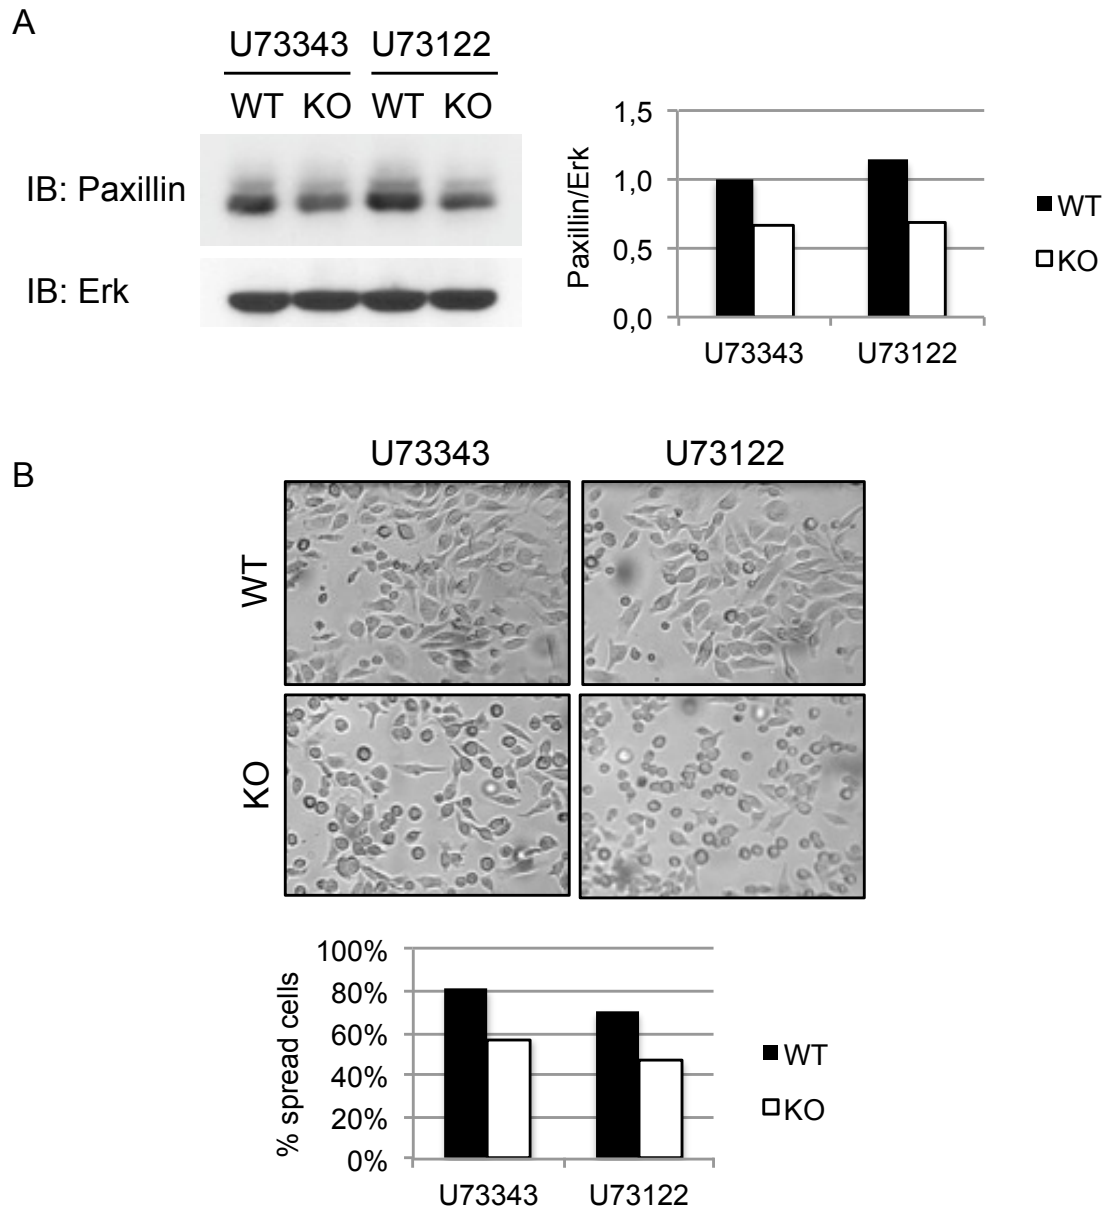 A
U73343 U73122
WT KO WT KO
IB: Paxillin
IB: Erk
Paxillin/Erk
1,5
1,0
0,5
0,0
U73343 U73122
WT
KO
B
U73343 U73122
WT
KO
% spread cells
100%
80%
60%
40%
20%
0%
U73343 U73122
WT
KO